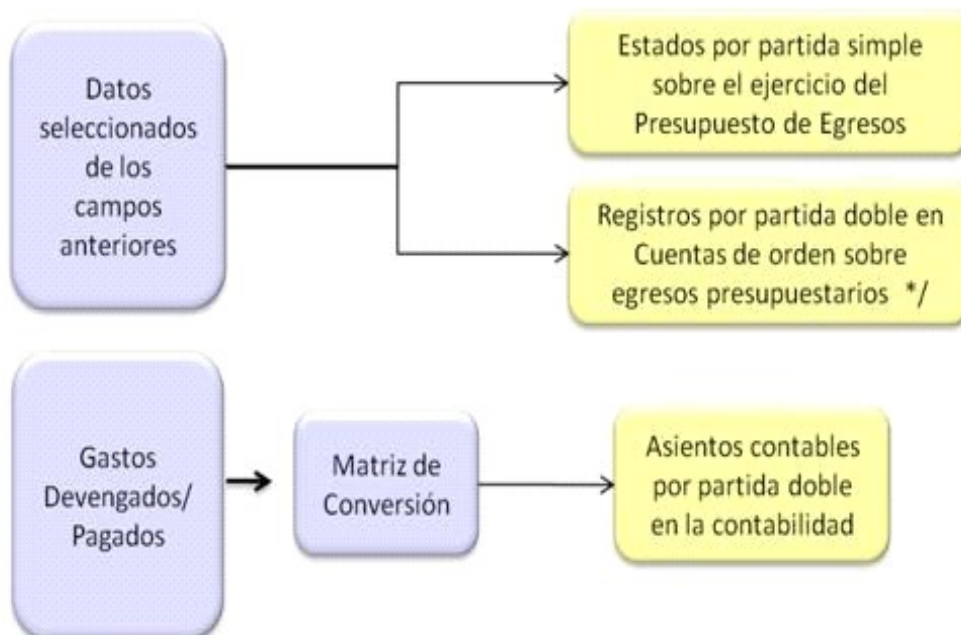 Datos
seleccionados
de los
campos
anteriores
Estados por partida simple
sobre el ejercicio del
Presupuesto de Egresos
Registros por partida doble en
Cuentas de orden sobre
egresos presupuestarios */
Gastos
Devengados/
Pagados
Matriz de
Conversión
Asientos contables
por partida doble
en la contabilidad